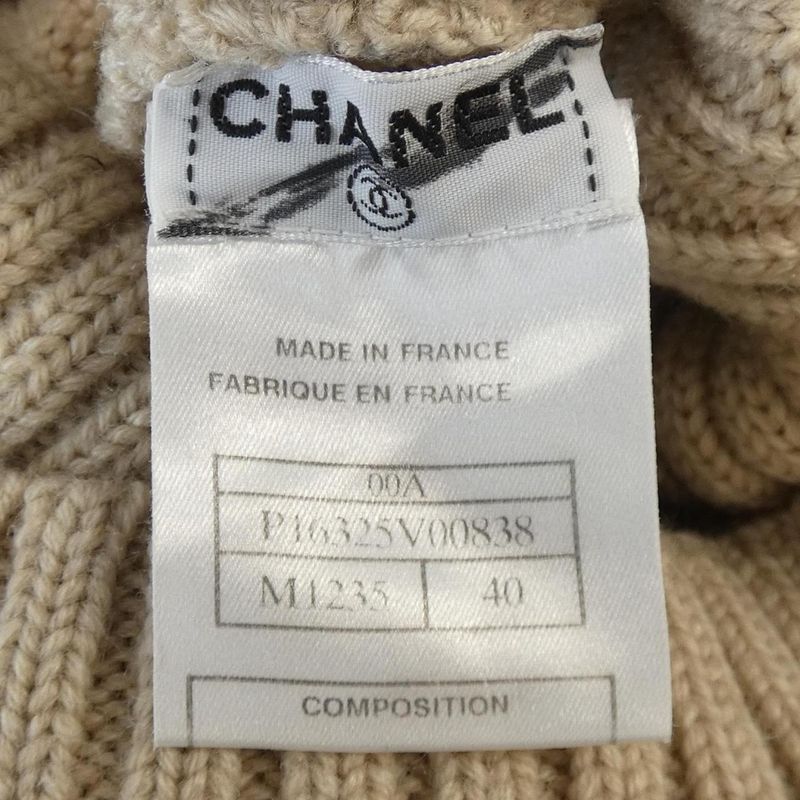 CHANEL
MADE IN FRANCE
FABRIQUE EN FRANCE
00A
P16325V00838
M1235 40
COMPOSITION